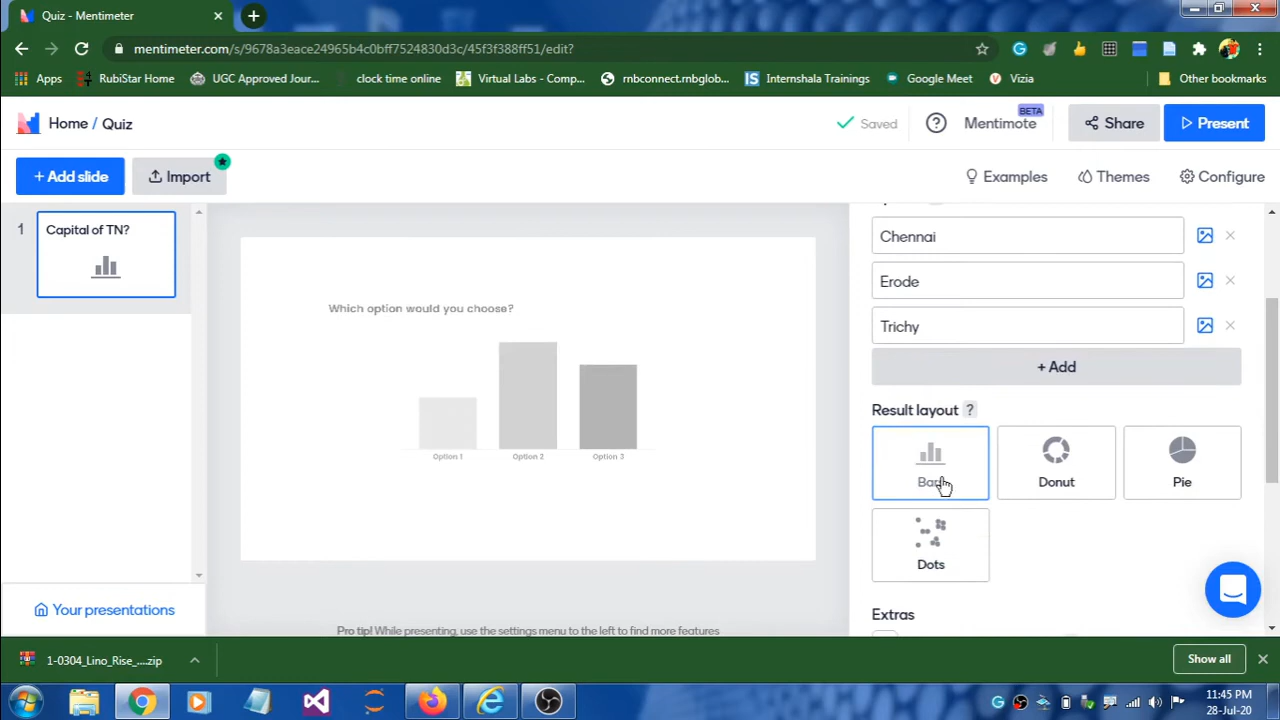 Quiz - Mentimeter
mentimeter.com/s/9678a3eace24965b4c0bff7524830d3c/45f3f388ff51/edit?
Apps
RubiStar Home
UGC Approved Jour...
clock time online
Virtual Labs - Comp...
rnbconnect.rnbglob...
Internshala Trainings
Google Meet
Vizia
Other bookmarks
Home / Quiz
Saved
Mentimote
BETA
Share
Present
+ Add slide
Import
Examples
Themes
Configure
1
Capital of TN?
Which option would you choose?
Option 1
Option 2
Option 3
Chennai
Erode
Trichy
+ Add
Result layout ?
Donut
Pie
Dots
Extras
Your presentations
Pro tip! While presenting, use the settings menu to the left to find more features
1-0304_Lino_Rise_....zip
Show all
11:45 PM
28-Jul-20